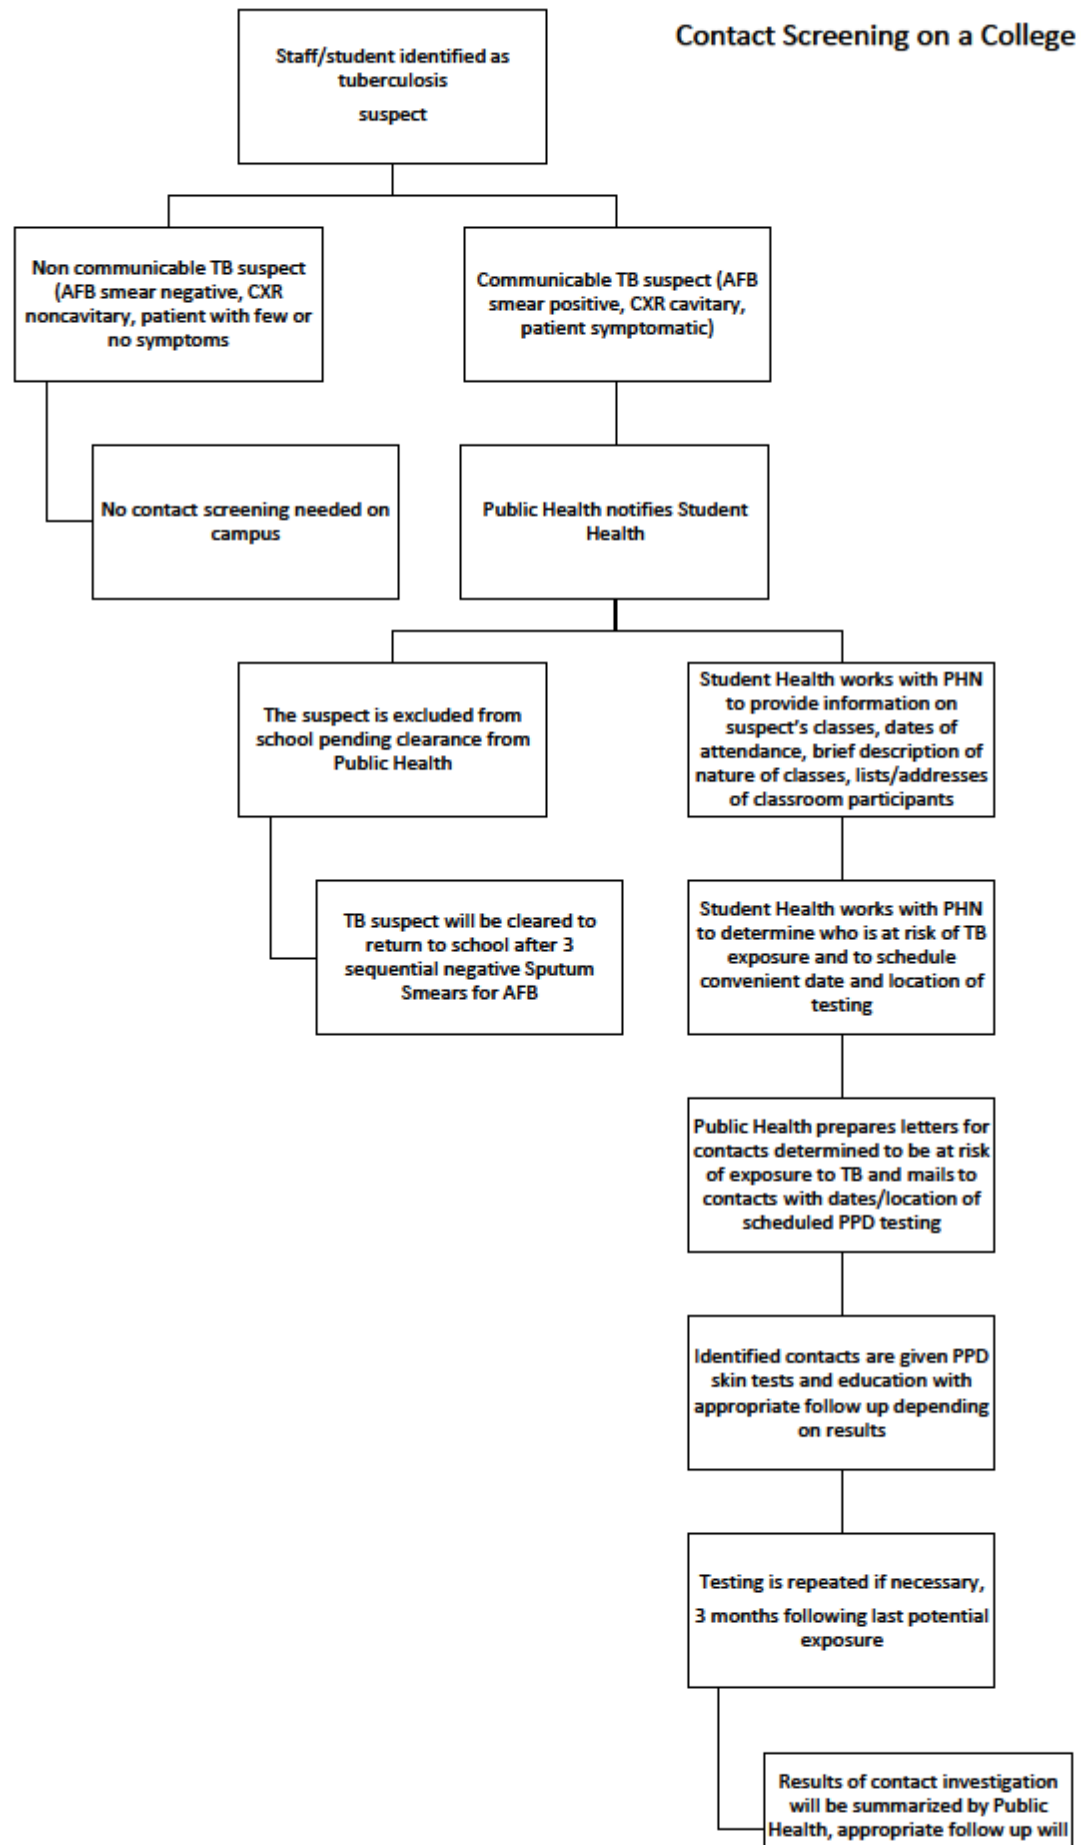 Contact Screening on a College
Staff/student identified as
tuberculosis
suspect
Non communicable TB suspect
(AFB smear negative, CXR
noncavitary, patient with few or
no symptoms
Communicable TB suspect (AFB
smear positive, CXR cavitary,
patient symptomatic)
No contact screening needed on
campus
Public Health notifies Student
Health
The suspect is excluded from
school pending clearance from
Public Health
Student Health works with PHN
to provide information on
suspect's classes, dates of
attendance, brief description of
nature of classes, lists/addresses
of classroom participants
TB suspect will be cleared to
return to school after 3
sequential negative Sputum
Smears for AFB
Student Health works with PHN
to determine who is at risk of TB
exposure and to schedule
convenient date and location of
testing
Public Health prepares letters for
contacts determined to be at risk
of exposure to TB and mails to
contacts with dates/location of
scheduled PPD testing
Identified contacts are given PPD
skin tests and education with
appropriate follow up depending
on results
Testing is repeated if necessary,
3 months following last potential
exposure
Results of contact investigation
will be summarized by Public
Health, appropriate follow up will